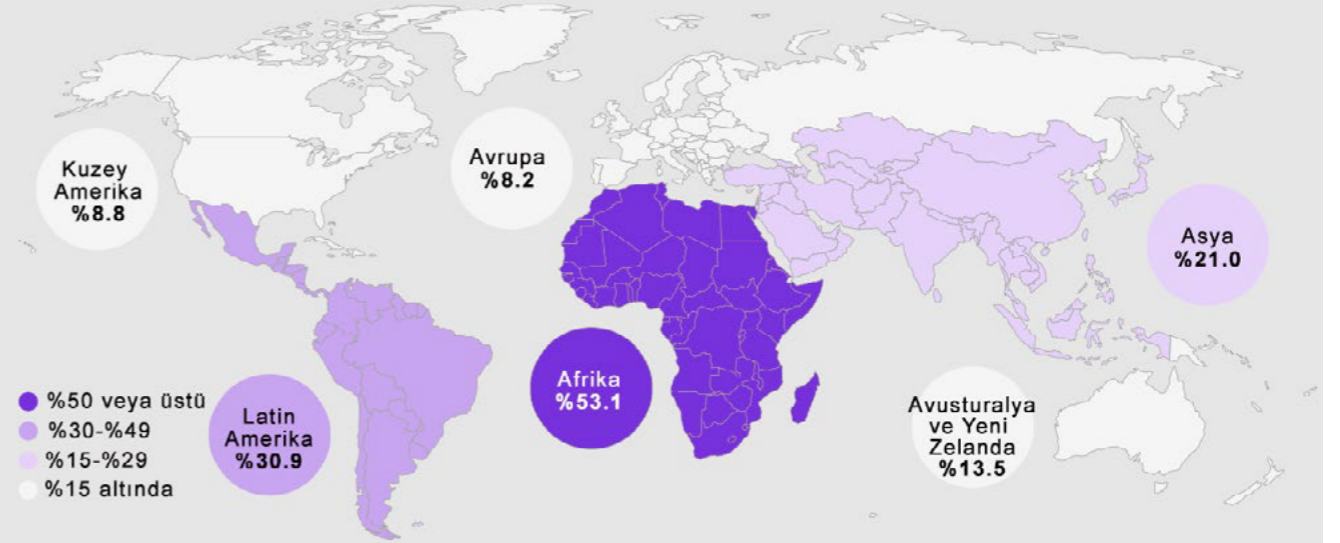 Kuzey
Amerika
%8.8
Avrupa
%8.2
Asya
%21.0
Afrika
%53.1
Latin
Amerika
%30.9
Avusturalya
ve Yeni
Zelanda
%13.5
%50 veya üstü
%30-%49
%15-%29
%15 altında